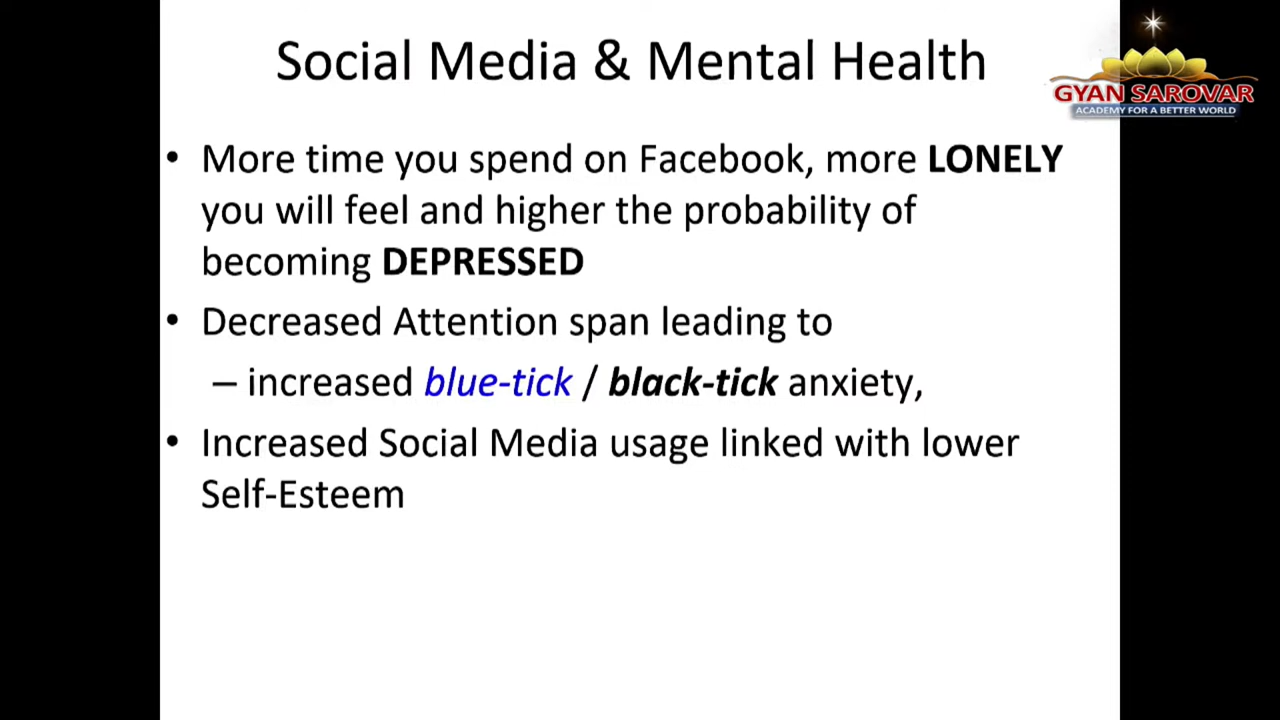 Social Media & Mental Health
GYAN SAROVAR
ACADEMY FOR A BETTER WORLD
• More time you spend on Facebook, more LONELY
you will feel and higher the probability of
becoming DEPRESSED
• Decreased Attention span leading to
– increased blue-tick / black-tick anxiety,
• Increased Social Media usage linked with lower
Self-Esteem